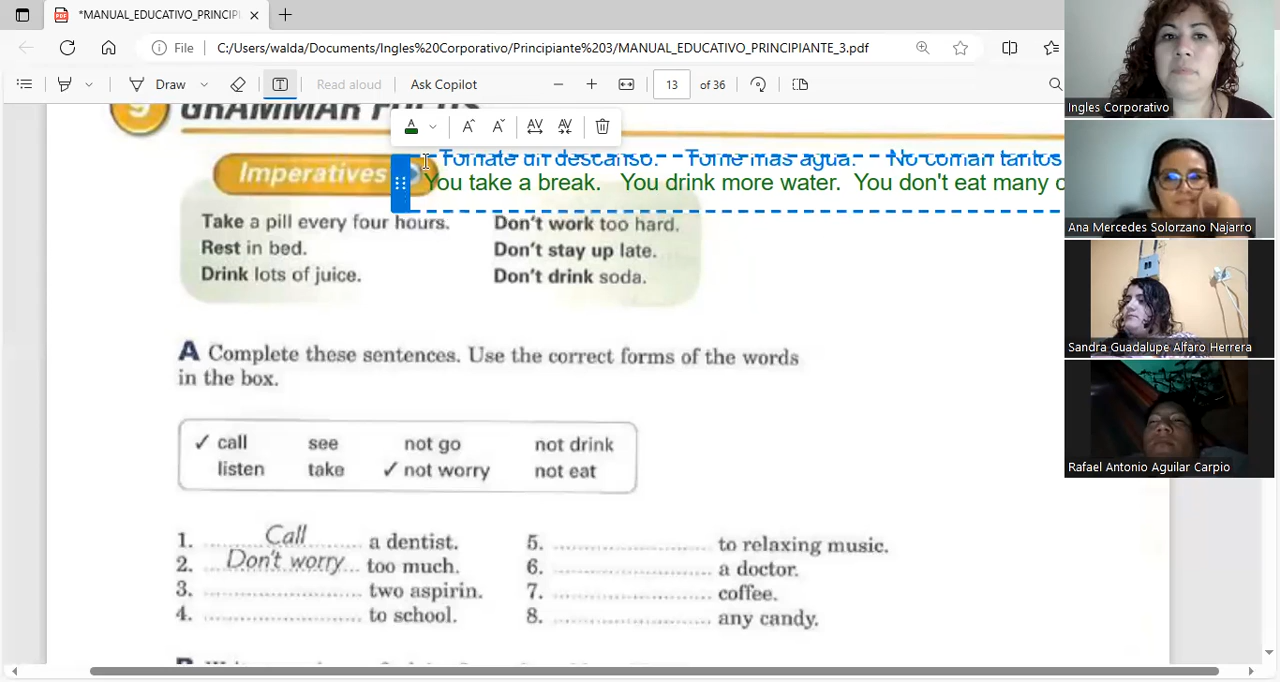 *MANUAL_EDUCATIVO_PRINCIPI
File C:/Users/walda/Documents/Ingles%20Corporativo/Principiante%203/MANUAL_EDUCATIVO_PRINCIPIANTE_3.pdf
Draw Read aloud Ask Copilot 13 of 36
9 GRAMMAR FOCUS
Tómate un descanso. Tome más agua. No coman tantos
Imperatives
You take a break. You drink more water. You don't eat many
Take a pill every four hours. Don't work too hard.
Rest in bed. Don't stay up late.
Drink lots of juice. Don't drink soda.
A Complete these sentences. Use the correct forms of the words
in the box.
✓ call see not go not drink
listen take ✓ not worry not eat
1. Call a dentist. 5. ........................ to relaxing music.
2. Don't worry too much. 6. ........................ a doctor.
3. ........................ two aspirin. 7. ........................ coffee.
4. ........................ to school. 8. ........................ any candy.
Ingles Corporativo
Ana Mercedes Solorzano Najarro
Sandra Guadalupe Alfaro Herrera
Rafael Antonio Aguilar Carpio